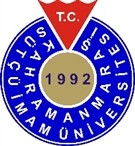 T.C.
KAHRAMANMARAŞ
SÜTÇÜ İMAM ÜNİVERSİTESİ
1992